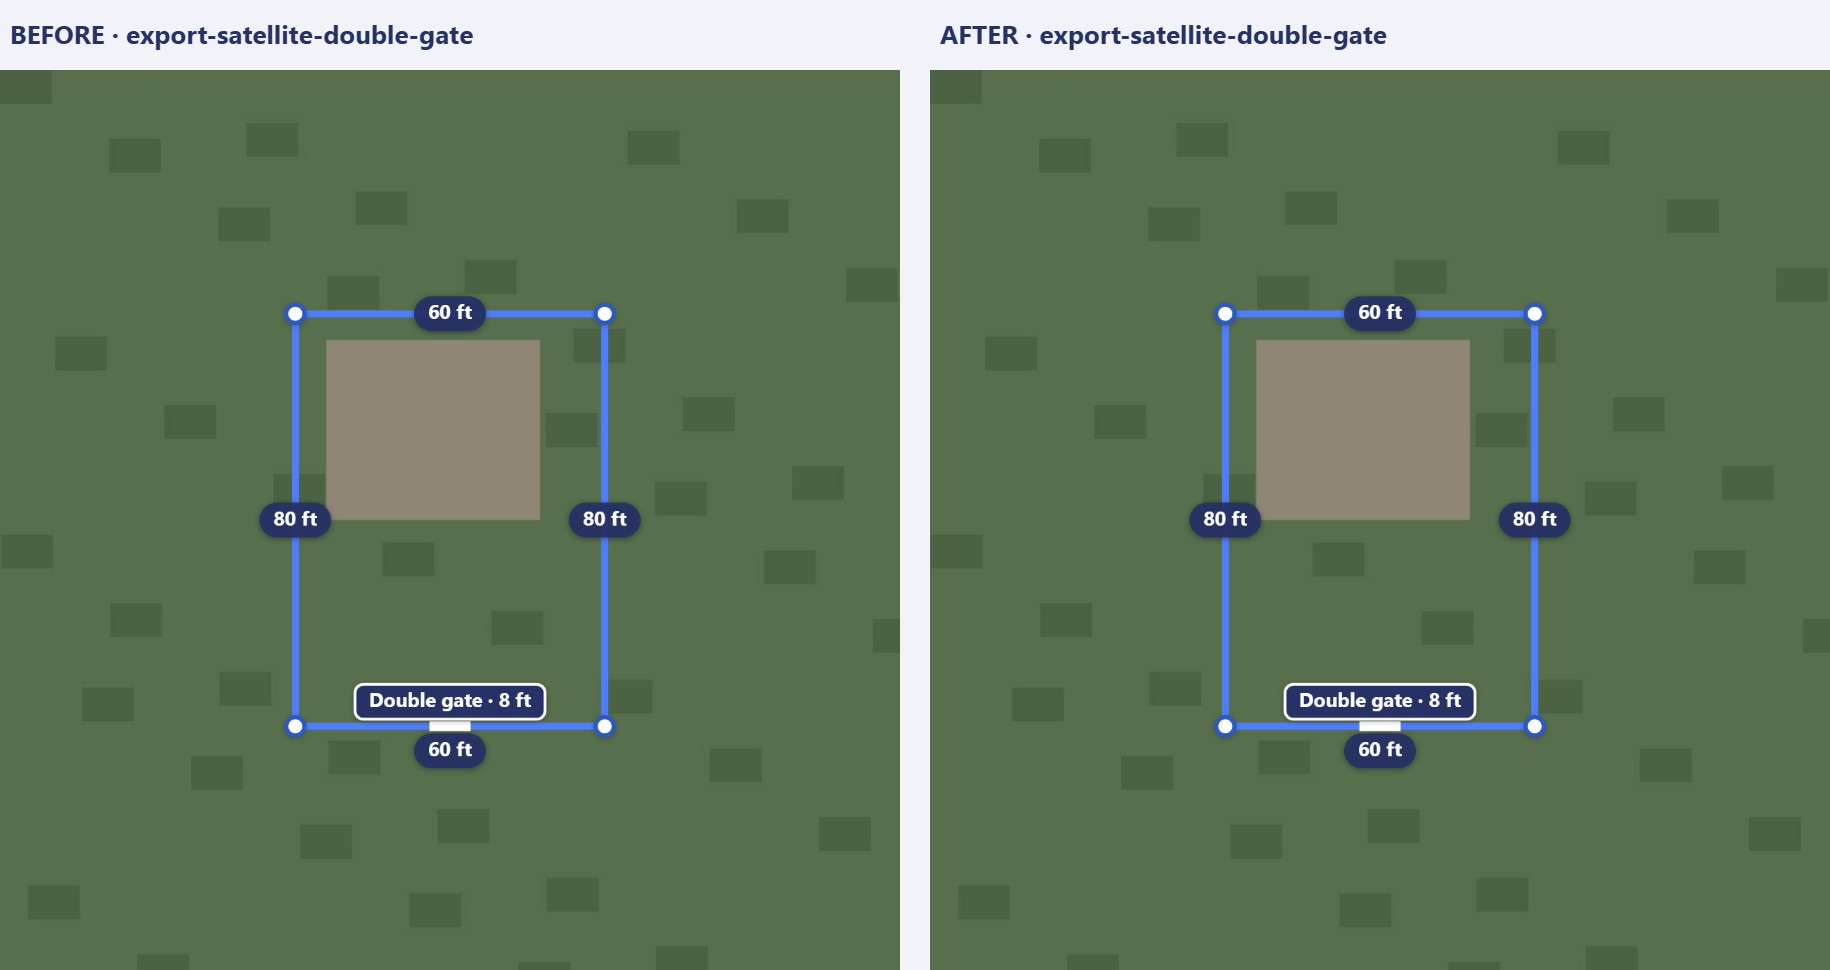 BEFORE · export-satellite-double-gate
60 ft
80 ft
80 ft
Double gate · 8 ft
60 ft
AFTER · export-satellite-double-gate
60 ft
80 ft
80 ft
Double gate · 8 ft
60 ft